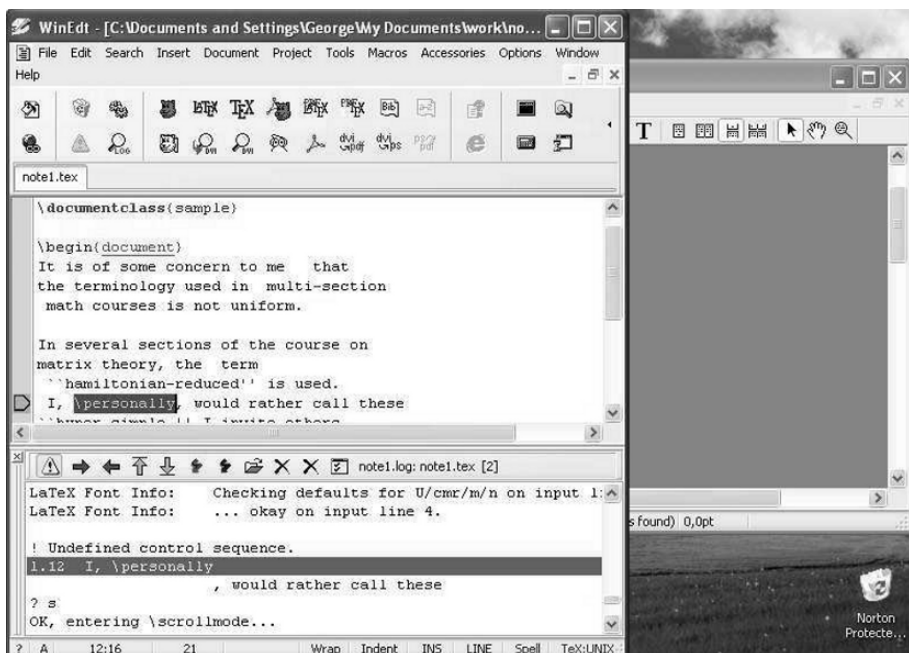 WinEdt - [C:\Documents and Settings\George\My Documents\work\no...
File Edit Search Insert Document Project Tools Macros Accessories Options Window
Help
LOG
dvi pdf dvi ps
note1.tex
\documentclass{sample}
\begin{document}
It is of some concern to me that
the terminology used in multi-section
math courses is not uniform.
In several sections of the course on
matrix theory, the term
``hamiltonian-reduced'' is used.
I, \personally, would rather call these
note1.log: note1.tex [2]
LaTeX Font Info: Checking defaults for U/cmr/m/n on input l
LaTeX Font Info: ... okay on input line 4.
! Undefined control sequence.
l.12 I, \personally
, would rather call these
? s
OK, entering \scrollmode...
? A 12:16 21 Wrap Indent INS LINE Spell TeX:UNIX
T
s found) 0,0pt
Norton
Protecte...